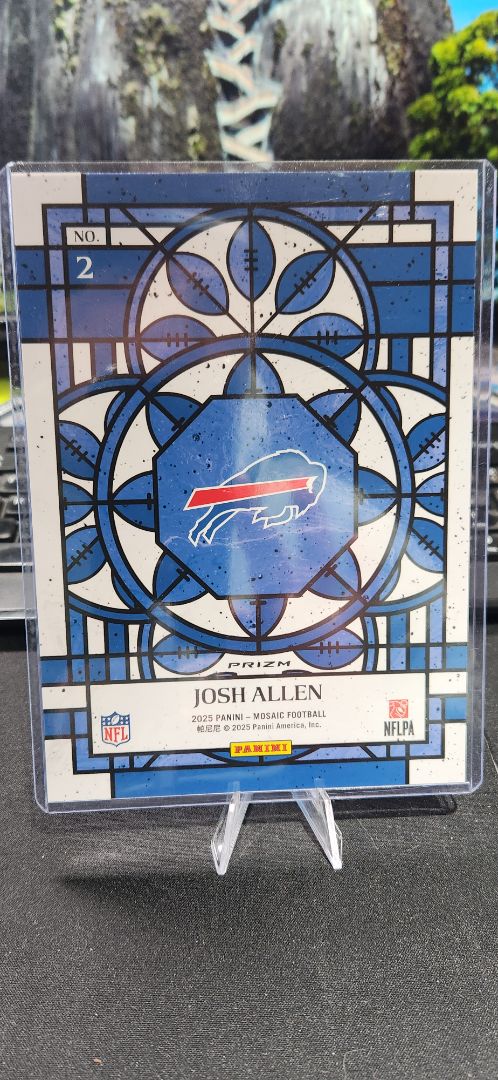 NO.
2
PRIZM
JOSH ALLEN
2025 PANINI – MOSAIC FOOTBALL
帕尼尼 © 2025 Panini America, Inc.
NFL
NFLPA
PANINI